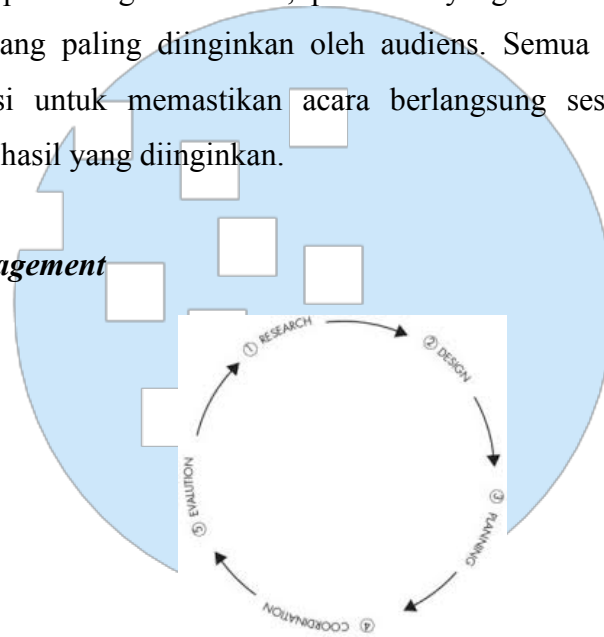 ang paling diinginkan oleh audiens. Semua
si untuk memastikan acara berlangsung ses
hasil yang diinginkan.
agement
① RESEARCH
② DESIGN
③ PLANNING
④ COORDINATION
⑤ EVALUTION